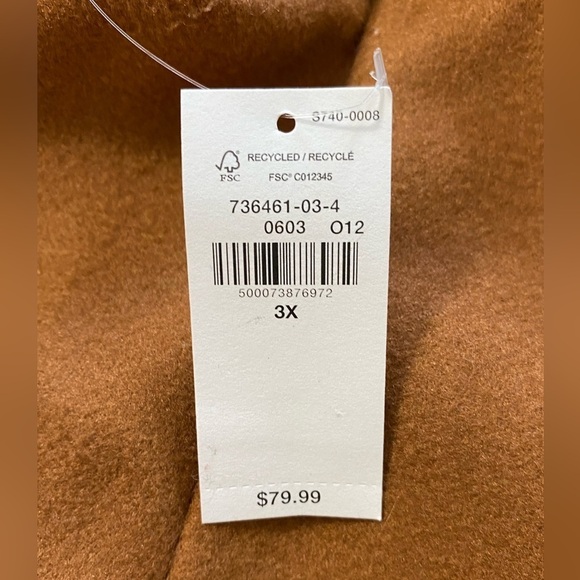 S740-0008
RECYCLED / RECYCLÉ
FSC
FSC® C012345
736461-03-4
0603 O12
500073876972
3X
$79.99